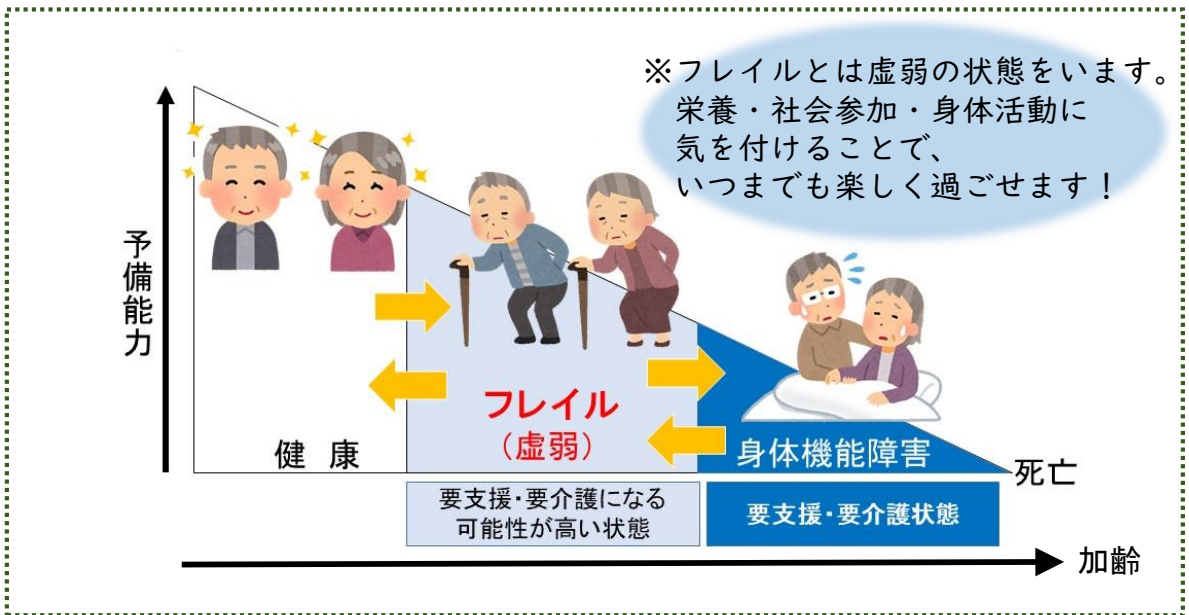 ※フレイルとは虚弱の状態をいます。
栄養・社会参加・身体活動に
気を付けることで、
いつまでも楽しく過ごせます！
予備能力
フレイル
（虚弱）
健 康
身体機能障害
死亡
要支援・要介護になる
可能性が高い状態
要支援・要介護状態
加齢